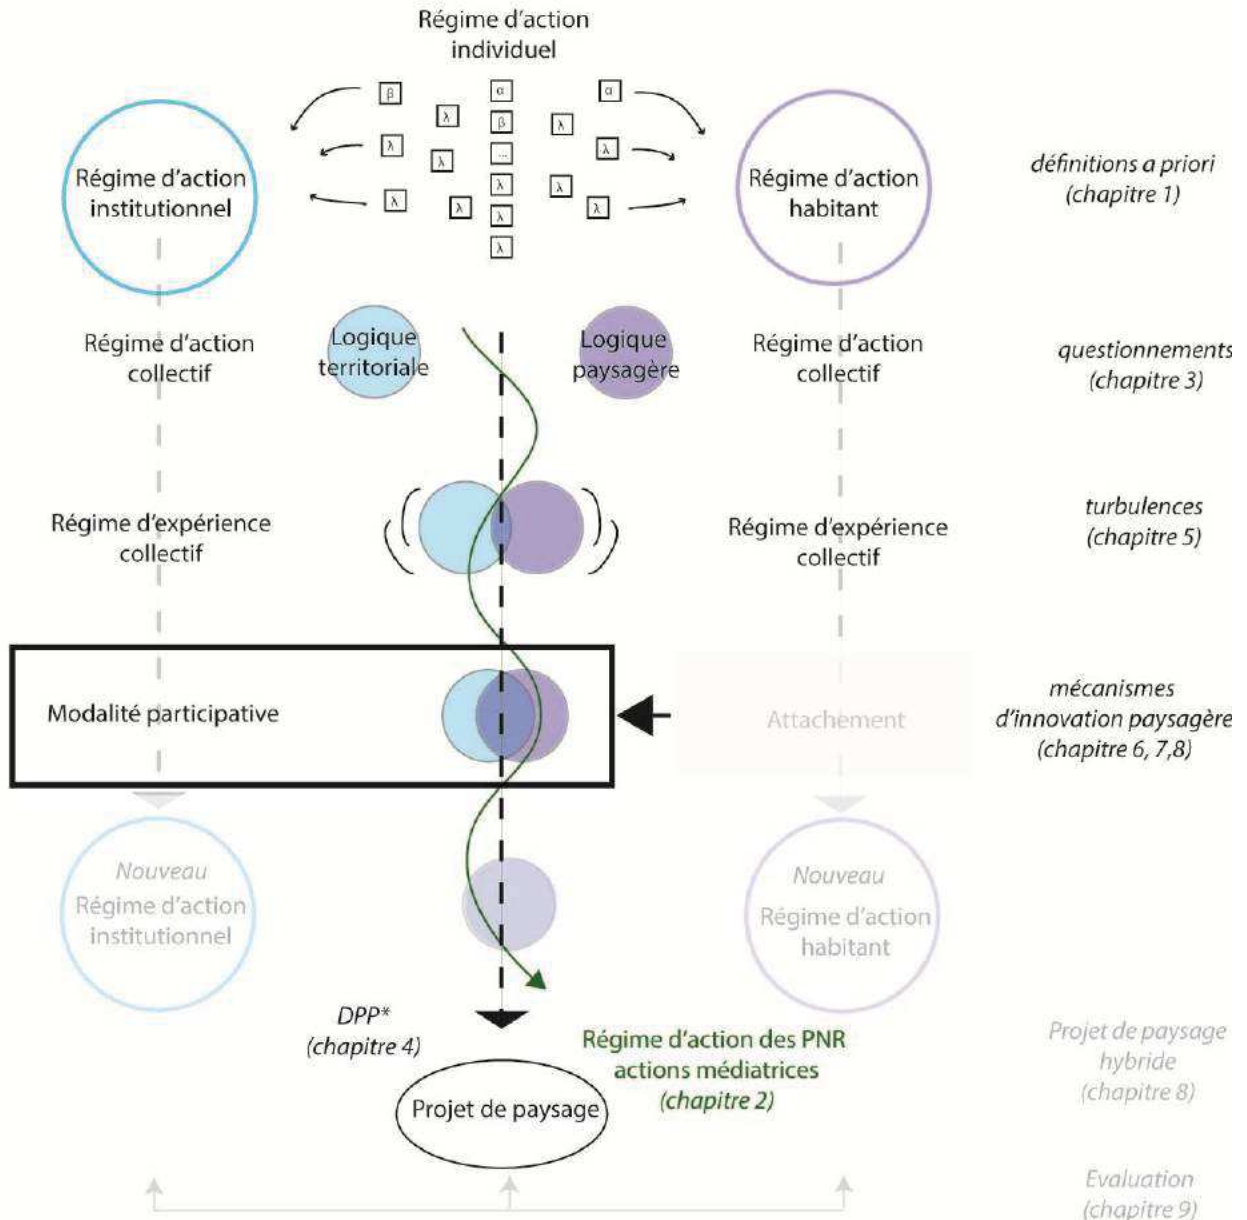 Régime d'action
individuel
β
α
α
λ
β
λ
λ
...
λ
λ
λ
λ
λ
λ
λ
λ
λ
λ
Régime d'action
institutionnel
Régime d'action
habitant
définitions a priori
(chapitre 1)
Régime d'action
collectif
Logique
territoriale
Logique
paysagère
Régime d'action
collectif
questionnements
(chapitre 3)
Régime d'expérience
collectif
Régime d'expérience
collectif
turbulences
(chapitre 5)
Modalité participative
Attachement
mécanismes
d'innovation paysagère
(chapitre 6, 7,8)
Nouveau
Régime d'action
institutionnel
Nouveau
Régime d'action
habitant
DPP*
(chapitre 4)
Régime d'action des PNR
actions médiatrices
(chapitre 2)
Projet de paysage
Projet de paysage
hybride
(chapitre 8)
Evaluation
(chapitre 9)